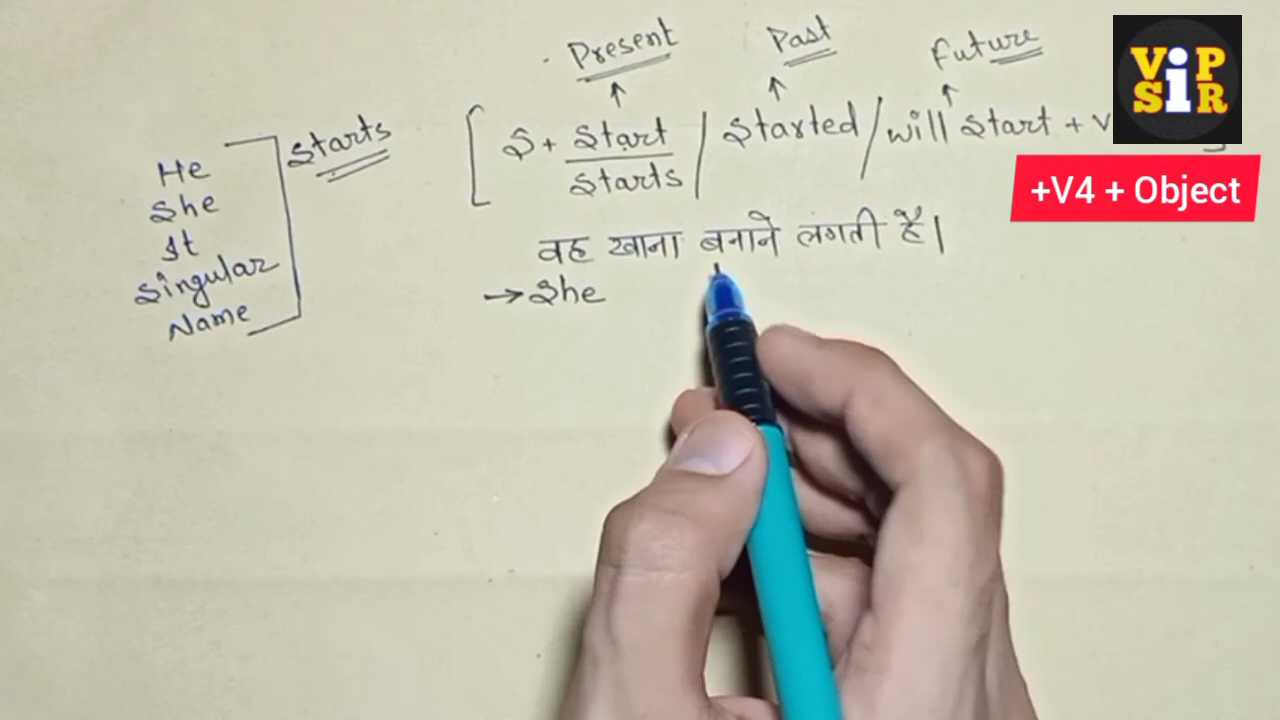 Present Past Future
[ S + Start / Started / will start + V
Starts
starts
He
She
It
Singular
Name
वह खाना बनाने लगती है।
→ She
ViP
SiR
+V4 + Object